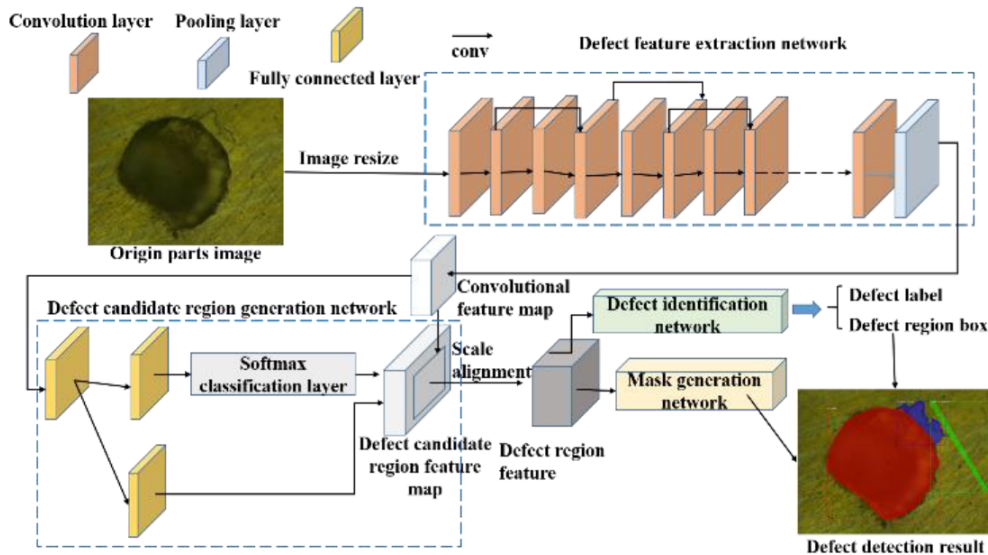 Convolution layer
Pooling layer
Fully connected layer
conv
Defect feature extraction network
Image resize
Origin parts image
Convolutional
feature map
Defect candidate region generation network
Softmax
classification layer
Scale
alignment
Defect candidate
region feature
map
Defect region
feature
Defect identification
network
Mask generation
network
Defect label
Defect region box
Defect detection result